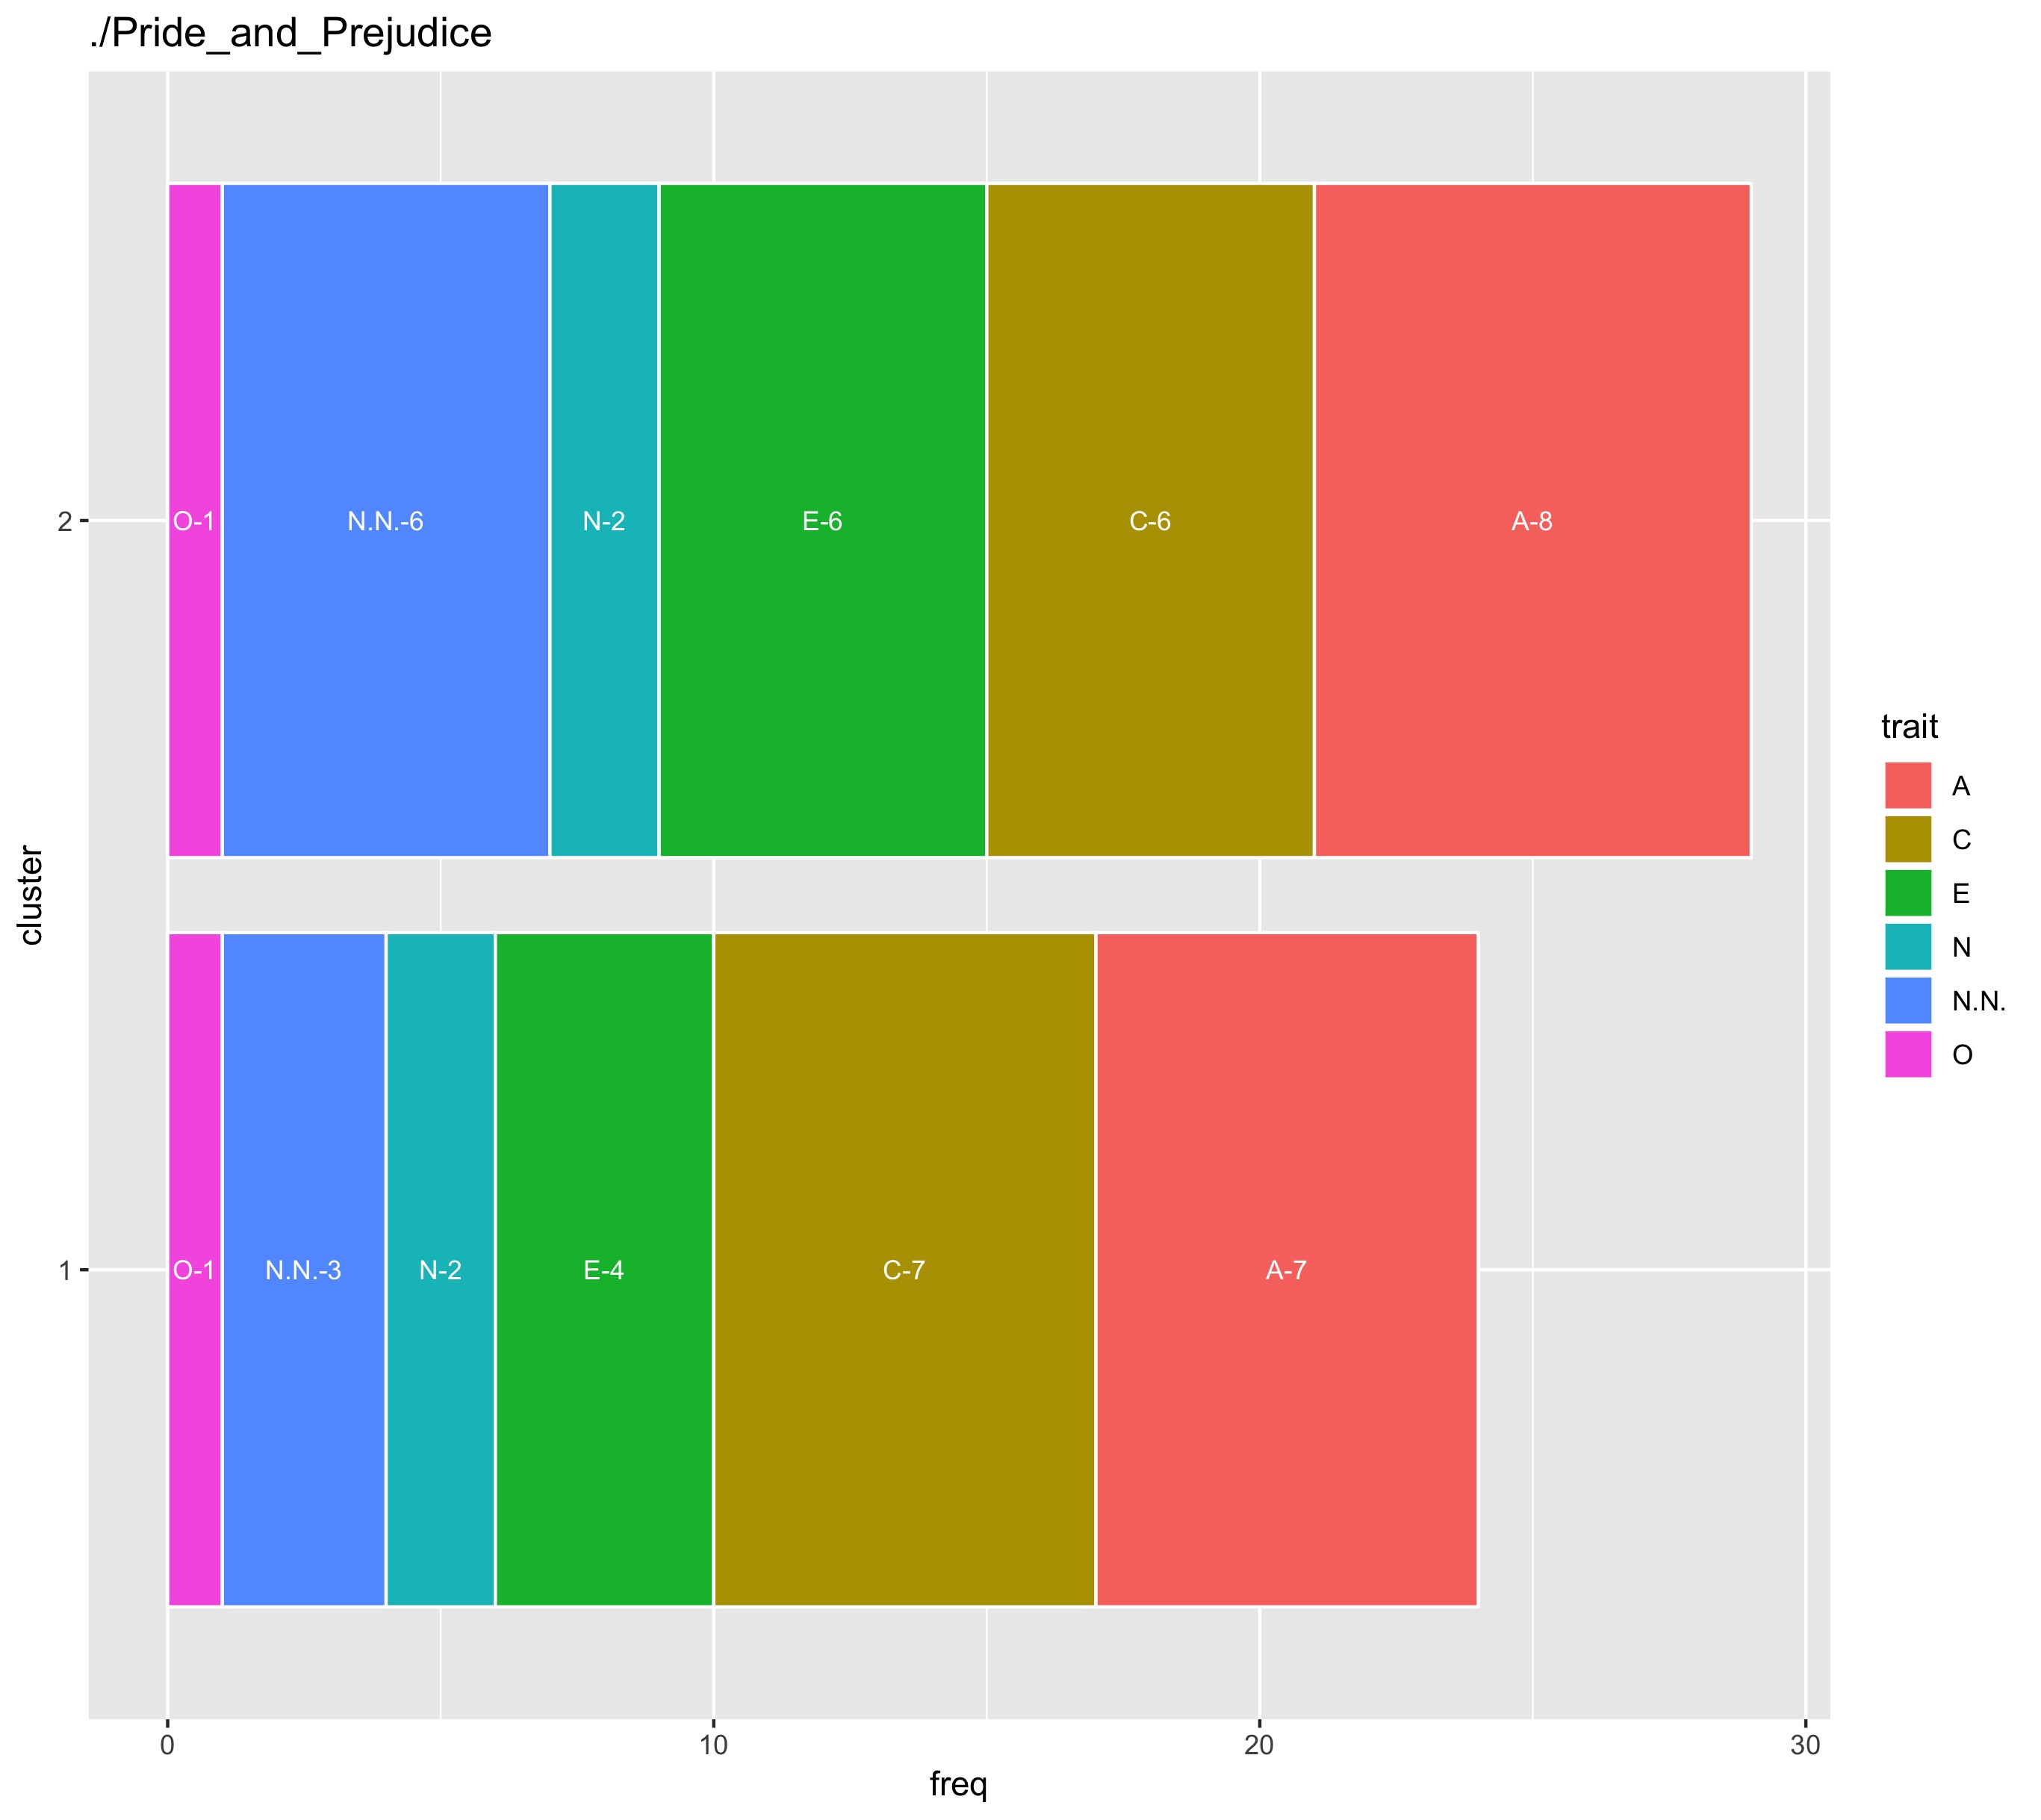 ./Pride_and_Prejudice
cluster
2
O-1 N.N.-6 N-2 E-6 C-6 A-8
1
O-1 N.N.-3 N-2 E-4 C-7 A-7
0 10 20 30
freq
trait
A
C
E
N
N.N.
O